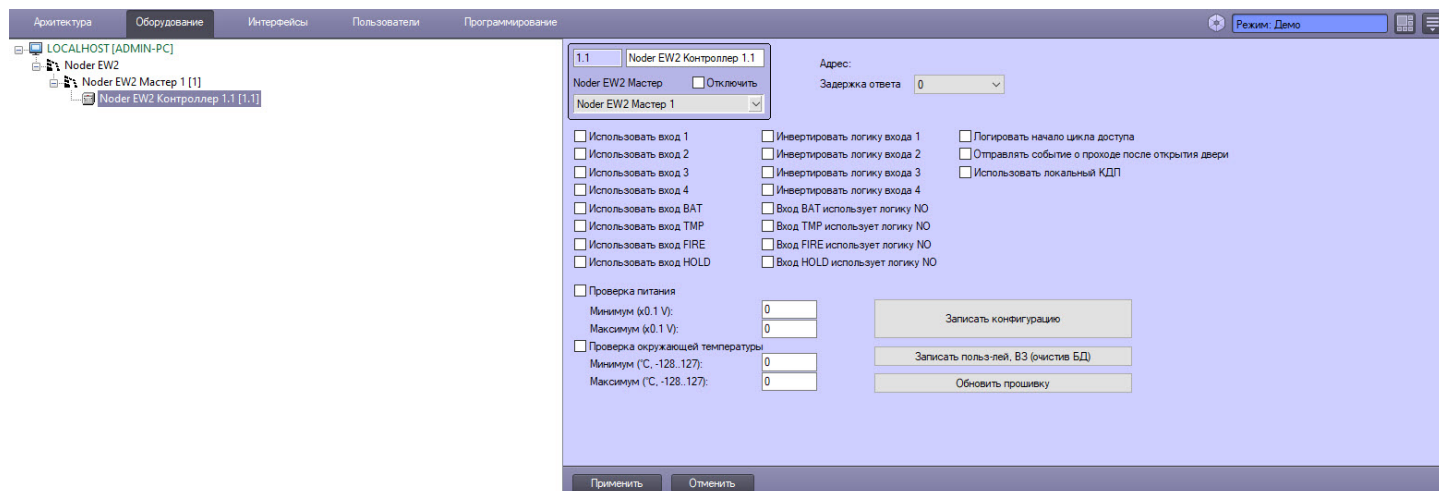 Архитектура Оборудование Интерфейсы Пользователи Программирование Режим: Демо
LOCALHOST [ADMIN-PC]
Noder EW2
Noder EW2 Мастер 1 [1]
Noder EW2 Контроллер 1.1 [1.1]
1.1 Noder EW2 Контроллер 1.1 Адрес:
Noder EW2 Мастер Отключить Задержка ответа 0
Noder EW2 Мастер 1
Использовать вход 1 Инвертировать логику входа 1 Логировать начало цикла доступа
Использовать вход 2 Инвертировать логику входа 2 Отправлять событие о проходе после открытия двери
Использовать вход 3 Инвертировать логику входа 3 Использовать локальный КДП
Использовать вход 4 Инвертировать логику входа 4
Использовать вход BAT Вход BAT использует логику NO
Использовать вход TMP Вход TMP использует логику NO
Использовать вход FIRE Вход FIRE использует логику NO
Использовать вход HOLD Вход HOLD использует логику NO
Проверка питания
Минимум (x0.1 V): 0
Максимум (x0.1 V): 0
Записать конфигурацию
Проверка окружающей температуры
Минимум (°C, -128..127): 0
Максимум (°C, -128..127): 0
Записать польз-лей, ВЗ (очистив БД)
Обновить прошивку
Применить Отменить